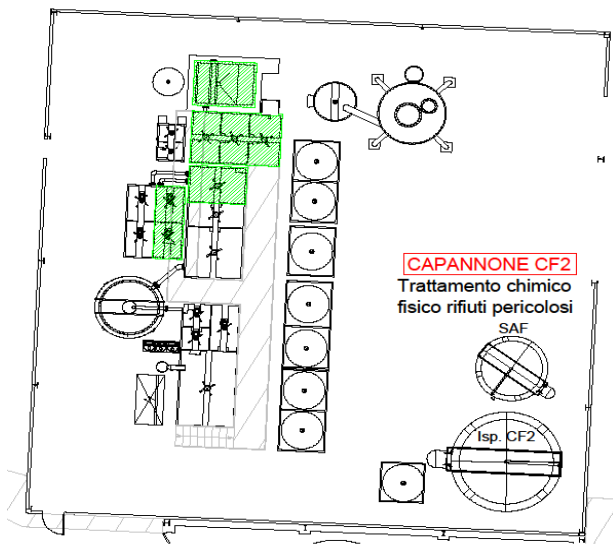 CAPANNONE CF2
Trattamento chimico
fisico rifiuti pericolosi
SAF
Isp. CF2